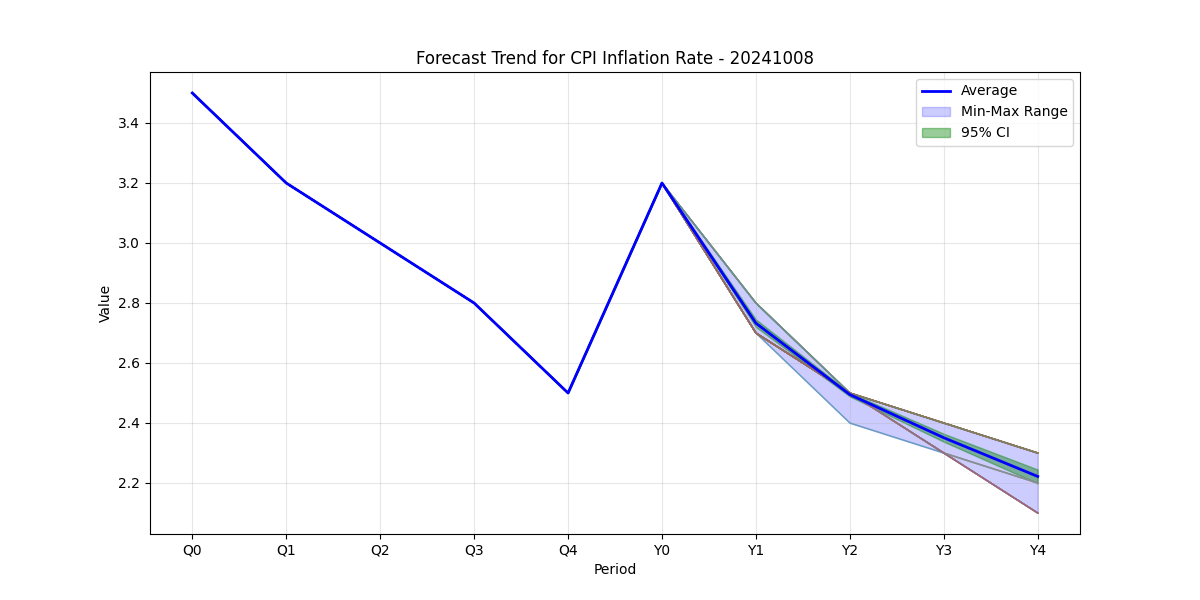 Forecast Trend for CPI Inflation Rate - 20241008
Average
Min-Max Range
95% CI
Value
3.4
3.2
3.0
2.8
2.6
2.4
2.2
Q0 Q1 Q2 Q3 Q4 Y0 Y1 Y2 Y3 Y4
Period